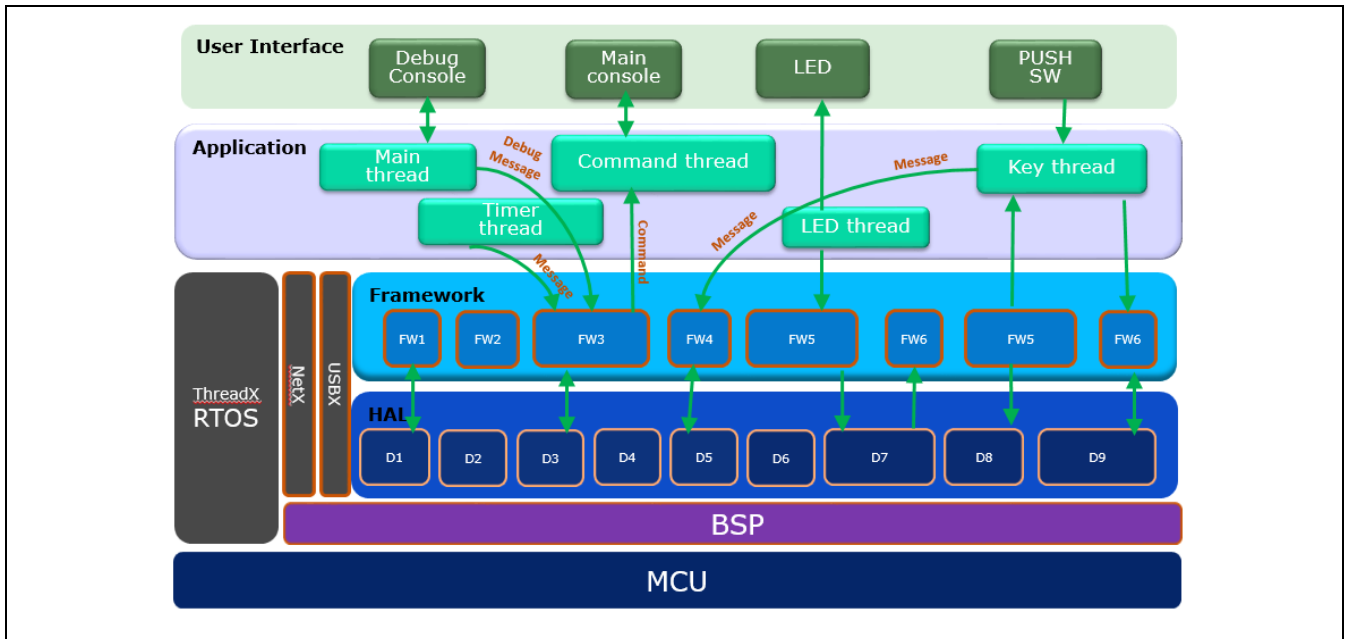 User Interface
Debug
Console
Main
console
LED
PUSH
SW
Application
Main
thread
Debug
Message
Command thread
Message
Key thread
Timer
thread
Message
Command
Message
LED thread
Framework
FW1
FW2
FW3
FW4
FW5
FW6
FW5
FW6
ThreadX
RTOS
NetX
USBX
HAL
D1
D2
D3
D4
D5
D6
D7
D8
D9
BSP
MCU